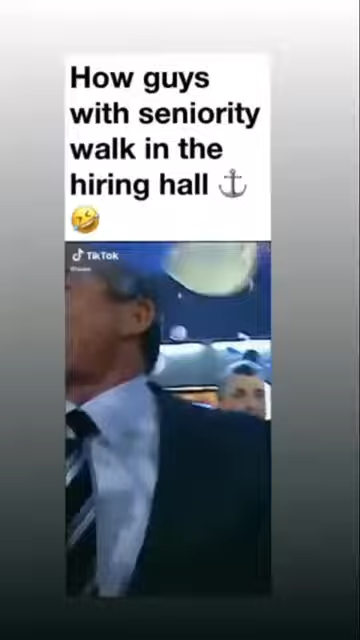 How guys
with seniority
walk in the
hiring hall ⚓
🤣
TikTok